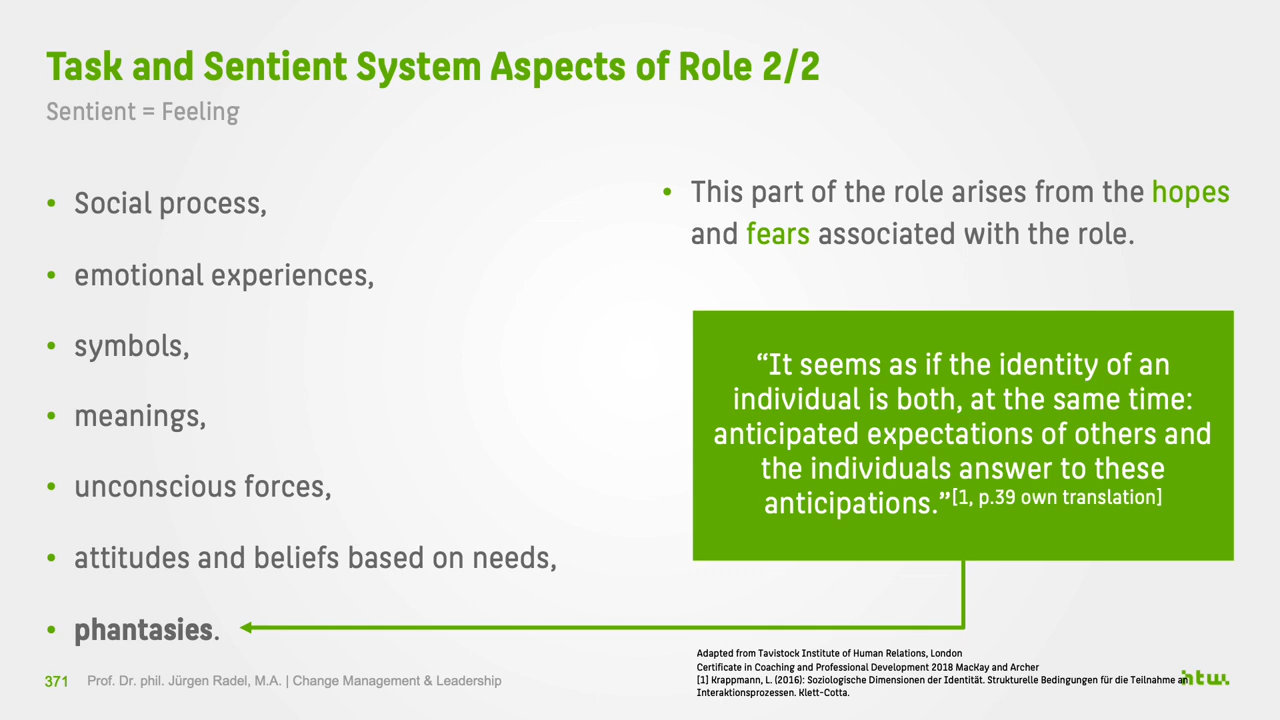 Task and Sentient System Aspects of Role 2/2
Sentient = Feeling
• Social process,
• emotional experiences,
• symbols,
• meanings,
• unconscious forces,
• attitudes and beliefs based on needs,
• phantasies.
• This part of the role arises from the hopes
and fears associated with the role.
“It seems as if the identity of an
individual is both, at the same time:
anticipated expectations of others and
the individuals answer to these
anticipations.”[1, p.39 own translation]
Adapted from Tavistock Institute of Human Relations, London
Certificate in Coaching and Professional Development 2018 MacKay and Archer
[1] Krappmann, L. (2016): Soziologische Dimensionen der Identität. Strukturelle Bedingungen für die Teilnahme an
Interaktionsprozessen. Klett-Cotta.
371 Prof. Dr. phil. Jürgen Radel, M.A. | Change Management & Leadership
htw.